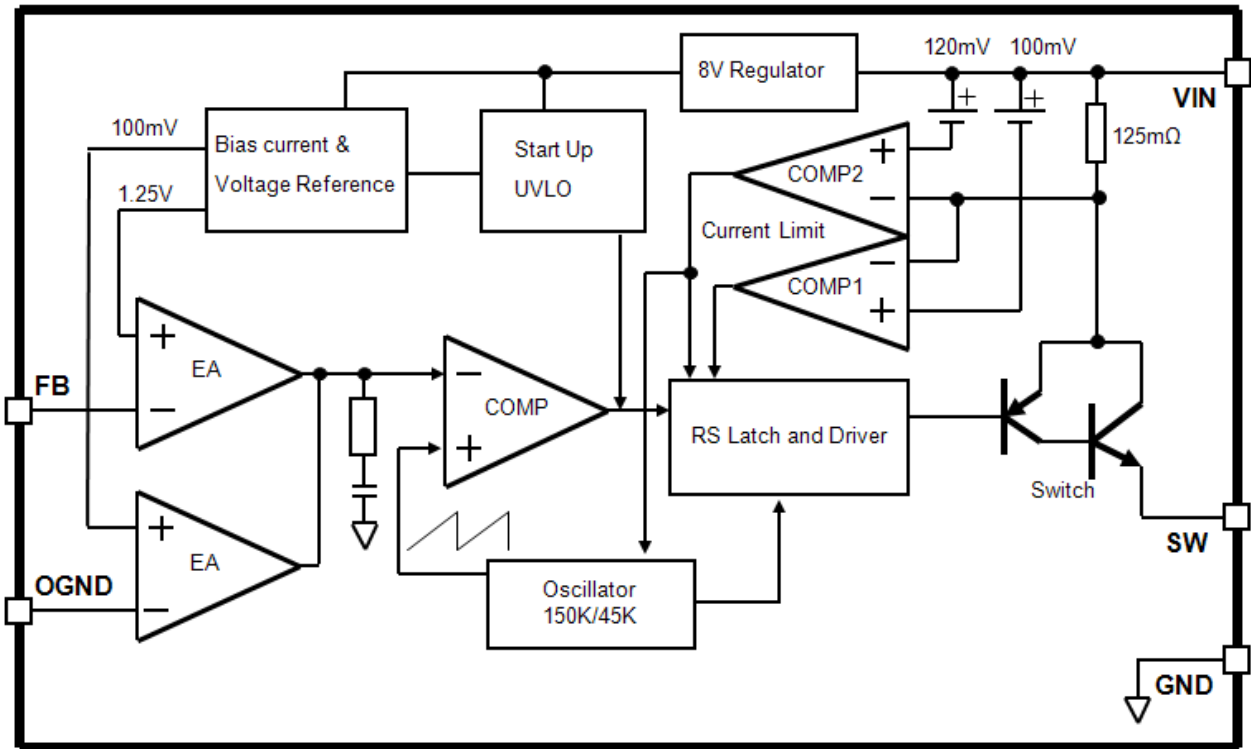 120mV
100mV
8V Regulator
VIN
100mV
Bias current &
Voltage Reference
Start Up
UVLO
125mΩ
1.25V
+
+
COMP2
+
−
Current Limit
−
COMP1
+
+
EA
−
FB
−
COMP
+
RS Latch and Driver
Switch
+
EA
−
OGND
Oscillator
150K/45K
SW
GND